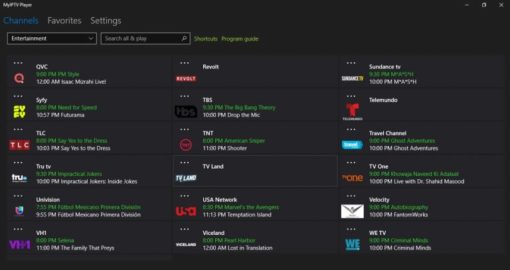 MyIPTV Player
Channels Favorites Settings
Entertainment
Search all & play
Shortcuts Program guide
QVC
9:00 PM PM Style
12:00 AM Isaac Mizrahi Live!
REVOLT
Revolt
SUNDANCE TV
Sundance tv
9:30 PM M*A*S*H
10:00 PM M*A*S*H
SYFY
Syfy
8:00 PM Need for Speed
10:57 PM Futurama
tbs
TBS
9:39 PM The Big Bang Theory
10:00 PM Drop the Mic
TELEMUNDO
Telemundo
TLC
TLC
8:00 PM Say Yes to the Dress
10:03 PM Say Yes to the Dress
TNT
TNT
6:00 PM American Sniper
11:00 PM Shooter
Travel
Travel Channel
9:00 PM Ghost Adventures
10:00 PM Ghost Adventures
tru
Tru tv
9:30 PM Impractical Jokers
10:00 PM Impractical Jokers: Inside Jokes
TV LAND
TV Land
one
TV One
9:00 PM Khowaja Naveed Ki Adalaat
10:00 PM Live with Dr. Shahid Masood
Univision
7:55 PM Fútbol Mexicano Primera División
9:55 PM Fútbol Mexicano Primera División
USA
USA Network
8:30 PM Marvel's the Avengers
11:13 PM Temptation Island
Velocity
9:00 PM Autobiography
10:00 PM FantomWorks
VH1
VH1
8:00 PM Selena
11:00 PM The Family That Preys
VICELAND
Viceland
8:00 PM Pearl Harbor
12:00 AM Lost in Translation
WE
WE TV
9:00 PM Criminal Minds
10:00 PM Criminal Minds